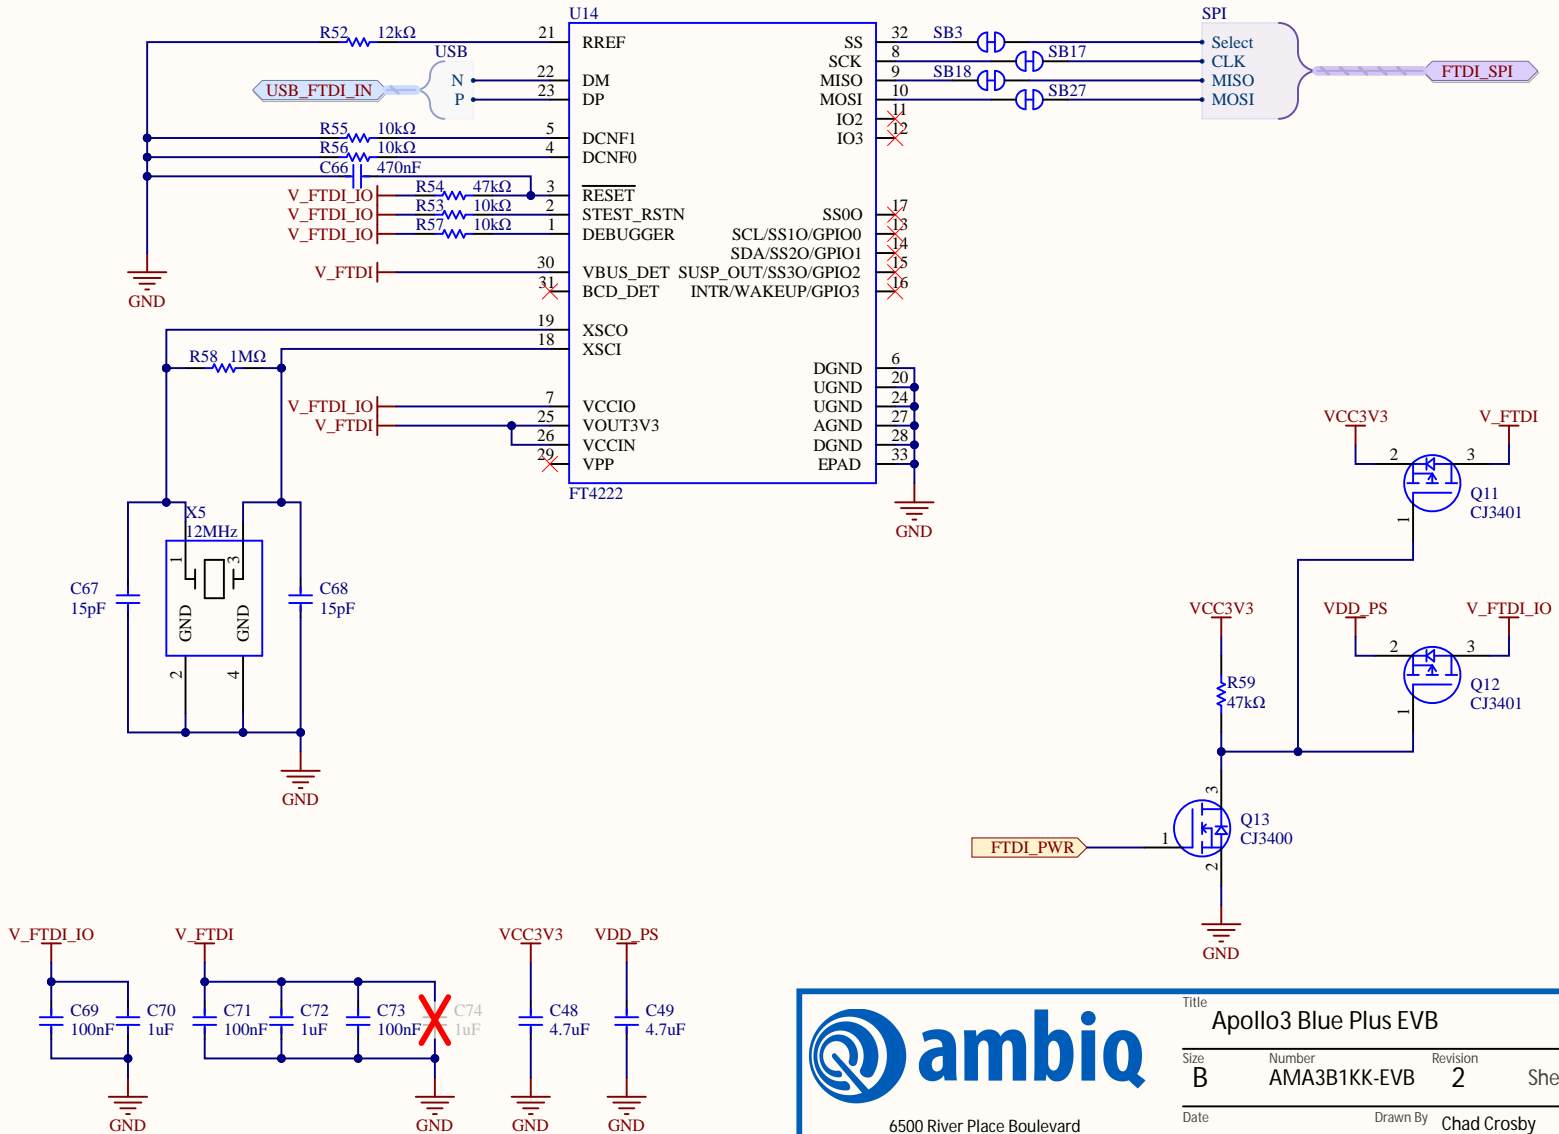 U14
SPI
R52 12kΩ 21 RREF SS 32 SB3 Select
USB SCK 8 SB17 CLK
USB_FTDI_IN N 22 DM MISO 9 SB18 MISO FTDI_SPI
P 23 DP MOSI 10 SB27 MOSI
IO2 11
R55 10kΩ 5 DCNF1 IO3 12
R56 10kΩ 4 DCNF0
C66 470nF
V_FTDI_IO R54 47kΩ 3 RESET
V_FTDI_IO R53 10kΩ 2 STEST_RSTN SS0O 17
V_FTDI_IO R57 10kΩ 1 DEBUGGER SCL/SS1O/GPIO0 13
SDA/SS2O/GPIO1 14
V_FTDI 30 VBUS_DET SUSP_OUT/SS3O/GPIO2 15
31 BCD_DET INTR/WAKEUP/GPIO3 16
GND
19 XSCO
18 XSCI
R58 1MΩ DGND 6
UGND 20
V_FTDI_IO 7 VCCIO UGND 24
V_FTDI 25 VOUT3V3 AGND 27
26 VCCIN DGND 28
29 VPP EPAD 33
FT4222
GND
VCC3V3 V_FTDI
2 3
Q11
CJ3401
1
X5
12MHz
1 3
C67
15pF
C68
15pF
GND GND
2 4
GND
VCC3V3 VDD_PS V_FTDI_IO
2 3
R59
47kΩ
Q12
CJ3401
1
3
Q13
CJ3400
FTDI_PWR 1
2
GND
V_FTDI_IO V_FTDI VCC3V3 VDD_PS
C69 C70 C71 C72 C73 C74 C48 C49
100nF 1uF 100nF 1uF 100nF 1uF 4.7uF 4.7uF
GND GND GND GND
ambiq
6500 River Place Boulevard
Title
Apollo3 Blue Plus EVB
Size Number Revision
B AMA3B1KK-EVB 2 She
Date Drawn By Chad Crosby